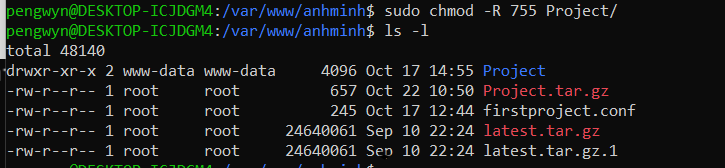 pengwyn@DESKTOP-ICJDGM4:/var/www/anhminh$ sudo chmod -R 755 Project/
pengwyn@DESKTOP-ICJDGM4:/var/www/anhminh$ ls -l
total 48140
drwxr-xr-x 2 www-data www-data     4096 Oct 17 14:55 Project
-rw-r--r-- 1 root     root          657 Oct 22 10:50 Project.tar.gz
-rw-r--r-- 1 root     root          245 Oct 17 12:44 firstproject.conf
-rw-r--r-- 1 root     root     24640061 Sep 10 22:24 latest.tar.gz
-rw-r--r-- 1 root     root     24640061 Sep 10 22:24 latest.tar.gz.1